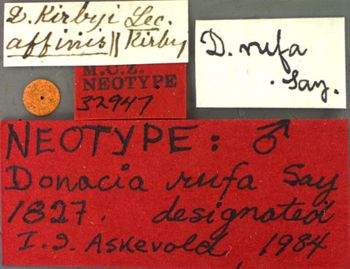 D. Kirbyi Lec.
affinis || Kirby
D. rufa
Say.
M.C.Z.
NEOTYPE
32947
NEOTYPE: ♂
Donacia rufa Say
1827. designated
I.S. Askevold, 1984